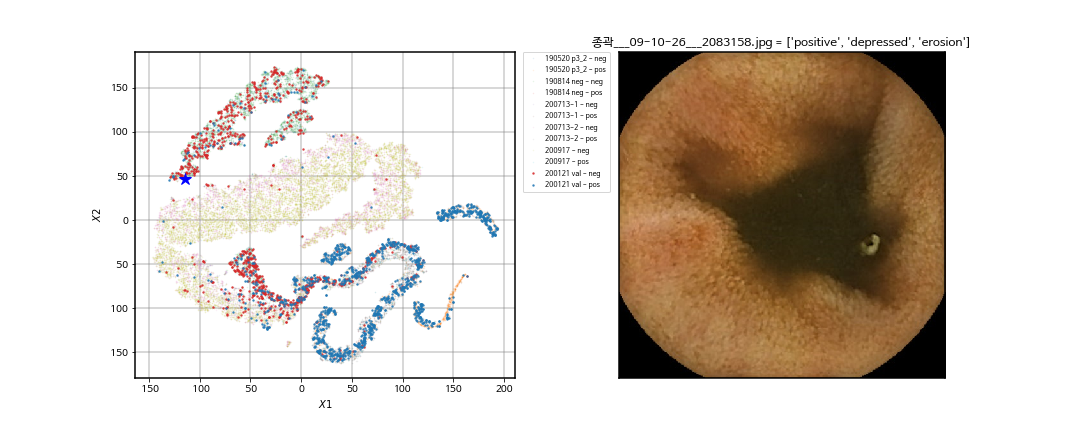 종곽___09-10-26___2083158.jpg = ['positive', 'depressed', 'erosion']
190520 p3_2 - neg
190520 p3_2 - pos
190814 neg - neg
190814 neg - pos
200713-1 - neg
200713-1 - pos
200713-2 - neg
200713-2 - pos
200917 - neg
200917 - pos
200121 val - neg
200121 val - pos
150
100
50
0
50
100
150
X2
150
100
50
0
50
100
150
200
X1